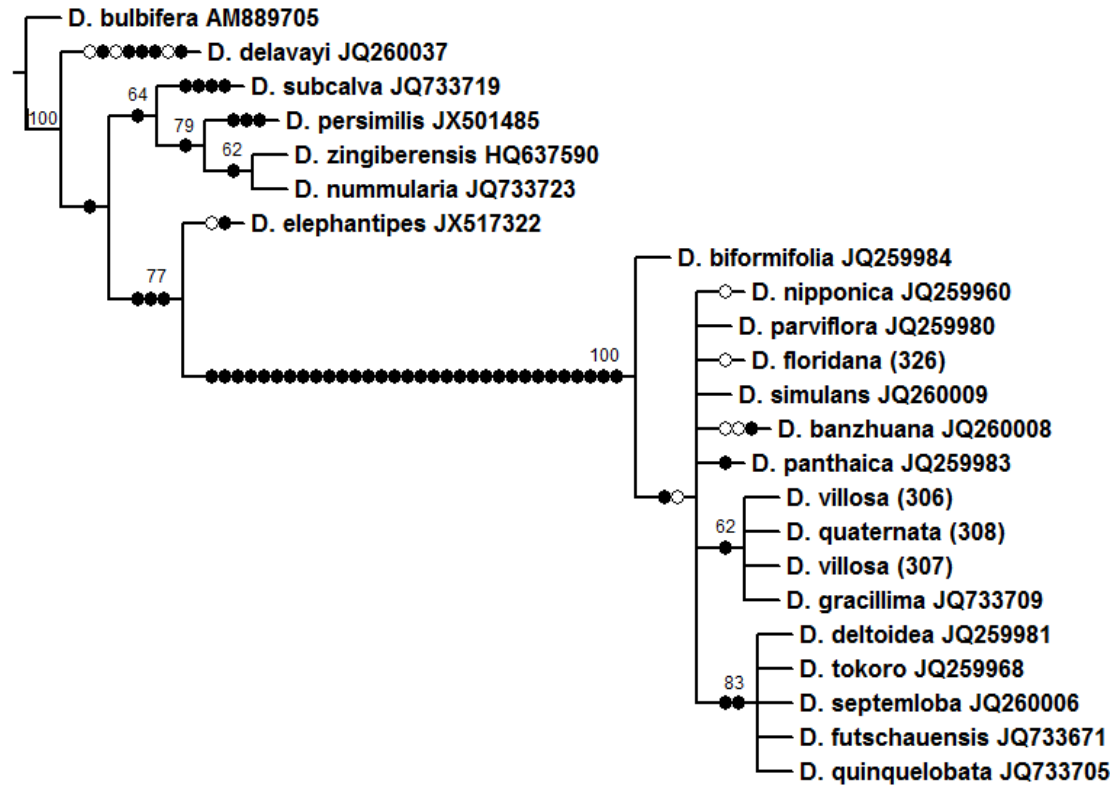 D. bulbifera AM889705
D. delavayi JQ260037
D. subcalva JQ733719
64
D. persimilis JX501485
100
79
D. zingiberensis HQ637590
62
D. nummularia JQ733723
D. elephantipes JX517322
D. biformifolia JQ259984
77
D. nipponica JQ259960
D. parviflora JQ259980
100
D. floridana (326)
D. simulans JQ260009
D. banzhuana JQ260008
D. panthaica JQ259983
D. villosa (306)
62
D. quaternata (308)
D. villosa (307)
D. gracillima JQ733709
D. deltoidea JQ259981
D. tokoro JQ259968
83
D. septemloba JQ260006
D. futschauensis JQ733671
D. quinquelobata JQ733705